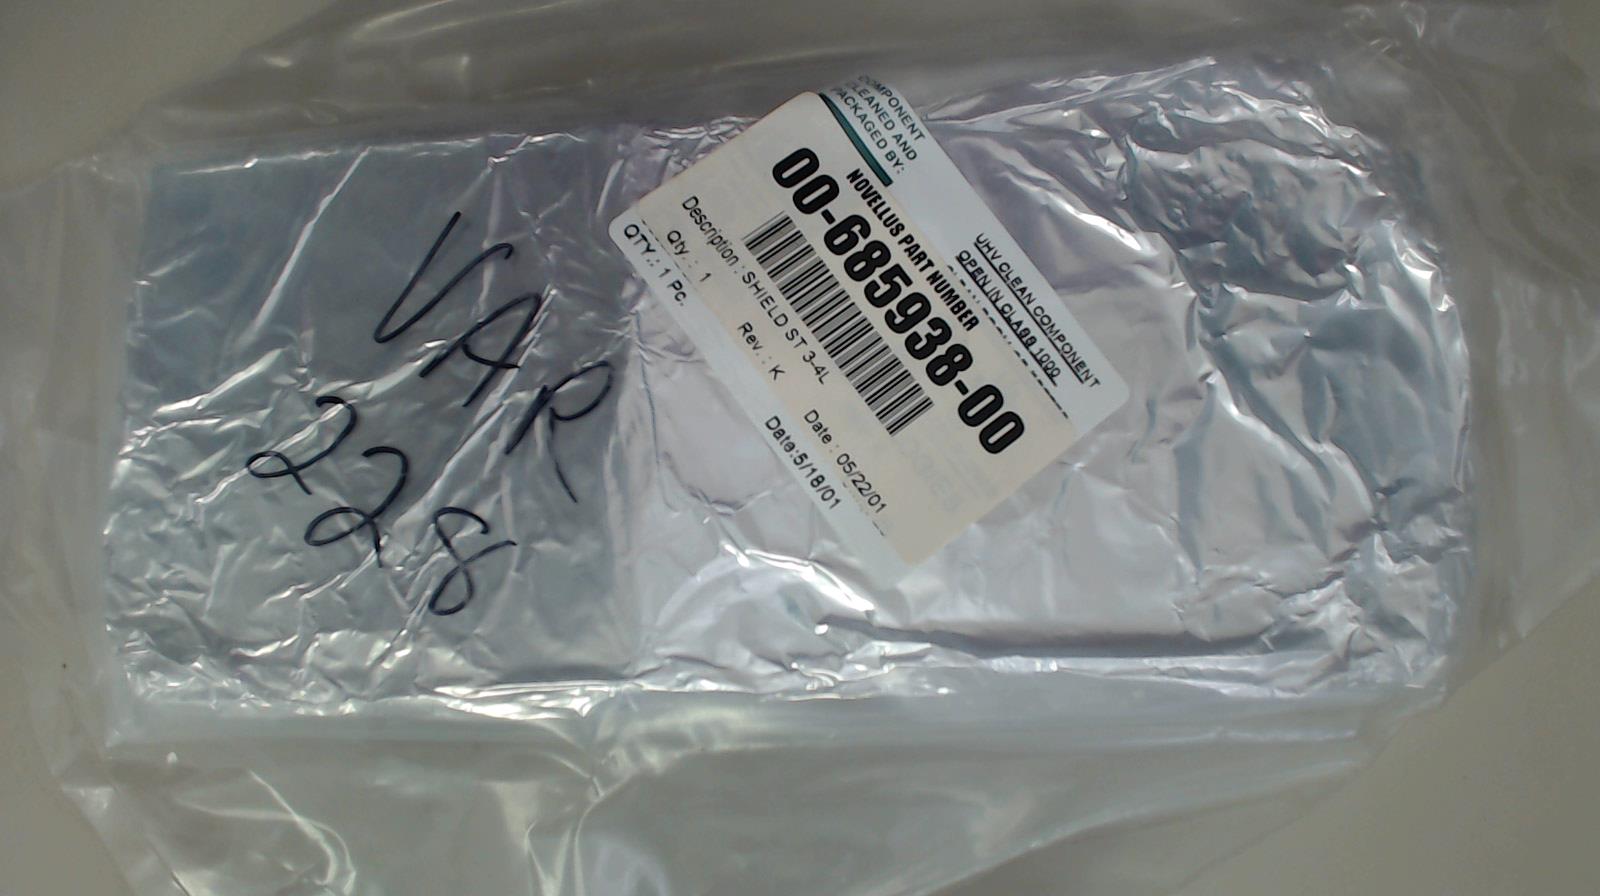 COMPONENT
CLEANED AND
PACKAGED BY:
UHV CLEAN COMPONENT
OPEN IN CLASS 1000
NOVELLUS PART NUMBER
00-685938-00
Description : SHIELD ST 3-4L
Qty : 1 Rev. : K Date : 05/22/01
QTY.: 1 Pc. Date:5/18/01
VAR
228